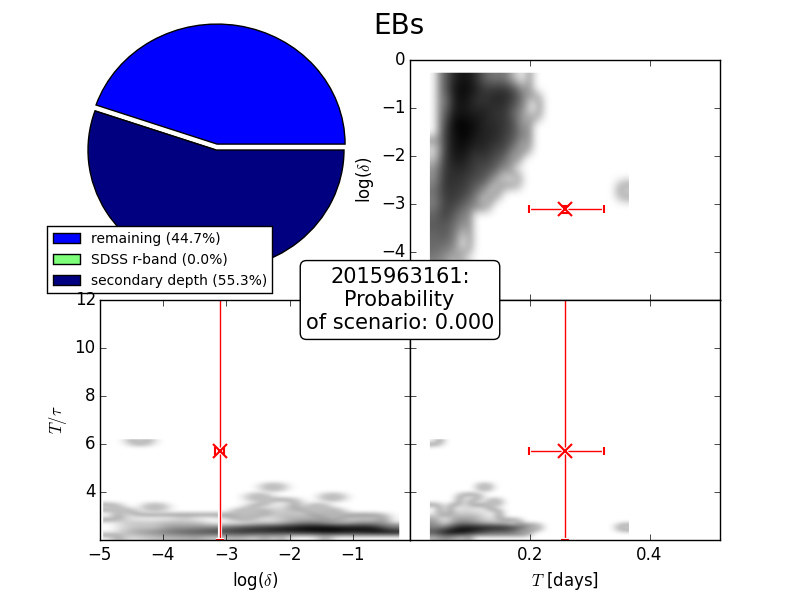 EBs
0
−1
−2
−3
−4
log(δ)
remaining (44.7%)
SDSS r-band (0.0%)
secondary depth (55.3%)
2015963161:
Probability
of scenario: 0.000
12
10
8
6
4
T/τ
−5 −4 −3 −2 −1
log(δ)
0.2 0.4
T [days]